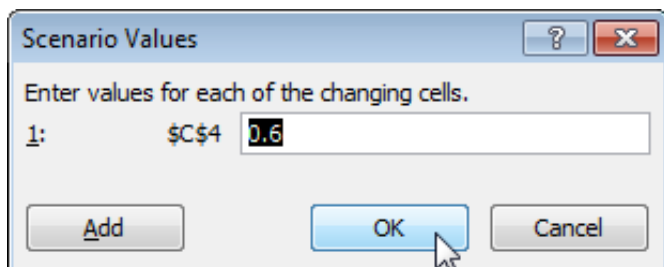 Scenario Values
Enter values for each of the changing cells.
1: $C$4 0.6
Add OK Cancel